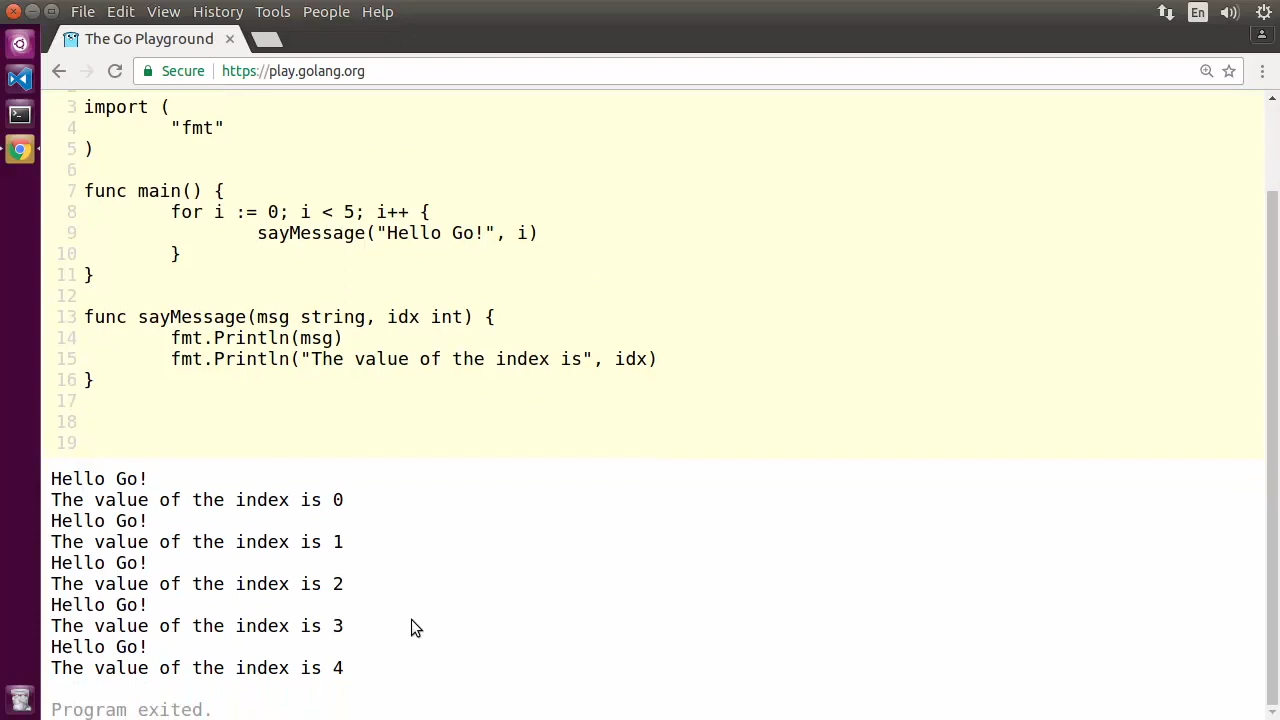 File Edit View History Tools People Help
En
The Go Playground
Secure https://play.golang.org
3 import (
4 "fmt"
5 )
6
7 func main() {
8 for i := 0; i < 5; i++ {
9 sayMessage("Hello Go!", i)
10 }
11 }
12
13 func sayMessage(msg string, idx int) {
14 fmt.Println(msg)
15 fmt.Println("The value of the index is", idx)
16 }
17
18
19
Hello Go!
The value of the index is 0
Hello Go!
The value of the index is 1
Hello Go!
The value of the index is 2
Hello Go!
The value of the index is 3
Hello Go!
The value of the index is 4
Program exited.